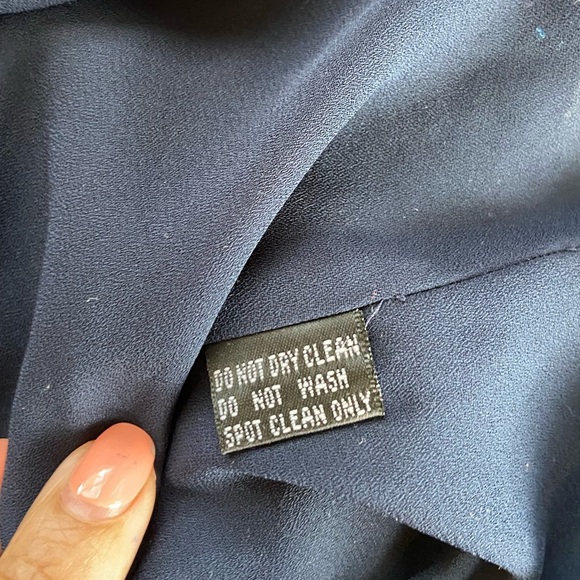 DO NOT DRY CLEAN
DO NOT WASH
SPOT CLEAN ONLY